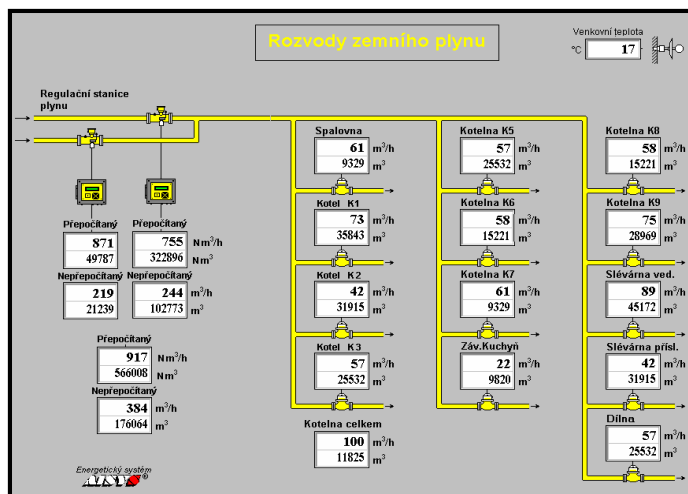 Rozvody zemního plynu
Venkovní teplota
°C 17
Regulační stanice
plynu
Přepočítaný
871
49787
Přepočítaný
755 Nm³/h
322896 Nm³
Nepřepočítaný
219
21239
Nepřepočítaný
244 m³/h
102773 m³
Přepočítaný
917 Nm³/h
566008 Nm³
Nepřepočítaný
384 m³/h
176064 m³
Energetický systém
®
Spalovna
61 m³/h
9329 m³
Kotel K1
73 m³/h
35843 m³
Kotel K2
42 m³/h
31915 m³
Kotel K3
57 m³/h
25532 m³
Kotelna celkem
100 m³/h
11825 m³
Kotelna K5
57 m³/h
25532 m³
Kotelna K6
58 m³/h
15221 m³
Kotelna K7
61 m³/h
9329 m³
Záv.Kuchyň
22 m³/h
9820 m³
Kotelna K8
58 m³/h
15221 m³
Kotelna K9
75 m³/h
28969 m³
Slévárna ved.
89 m³/h
45172 m³
Slévárna přísl.
42 m³/h
31915 m³
Dílna
57 m³/h
25532 m³